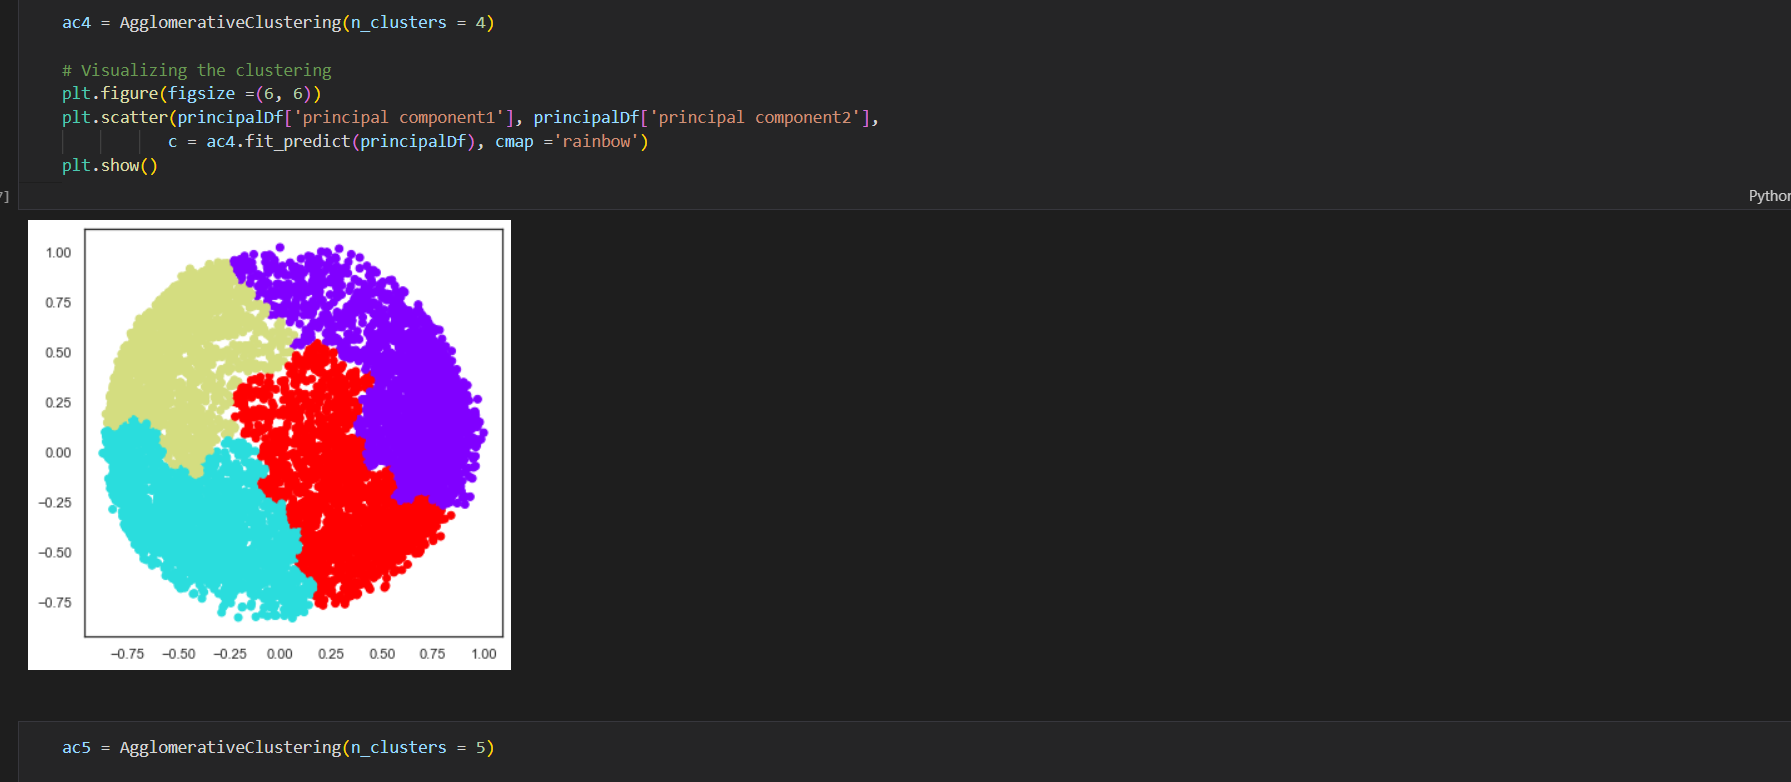 ac4 = AgglomerativeClustering(n_clusters = 4)
# Visualizing the clustering
plt.figure(figsize =(6, 6))
plt.scatter(principalDf['principal component1'], principalDf['principal component2'],
c = ac4.fit_predict(principalDf), cmap ='rainbow')
plt.show()
]
Python
1.00
0.75
0.50
0.25
0.00
−0.25
−0.50
−0.75
−0.75 −0.50 −0.25 0.00 0.25 0.50 0.75 1.00
ac5 = AgglomerativeClustering(n_clusters = 5)